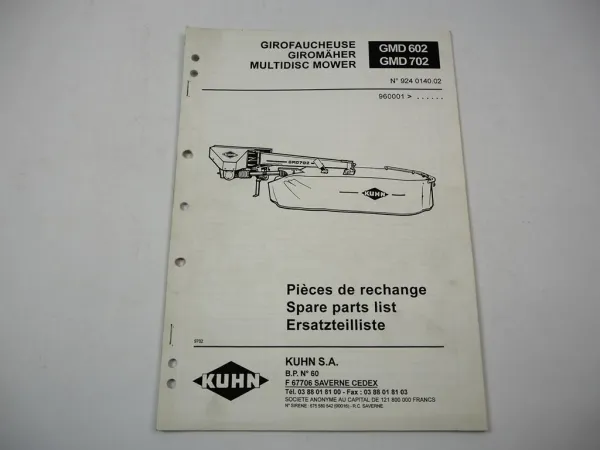 GIROFAUCHEUSE
GIROMÄHER
MULTIDISC MOWER
GMD 602
GMD 702
N° 924 0140.02
960001 > . . . . . .
KUHN
GMD702
KUHN
Pièces de rechange
Spare parts list
Ersatzteilliste
KUHN
KUHN S.A.
B.P. N° 60
F 67706 SAVERNE CEDEX
Tél. 03 88 01 81 00 - Fax : 03 88 01 81 03
SOCIETE ANONYME AU CAPITAL DE 121 800 000 FRANCS